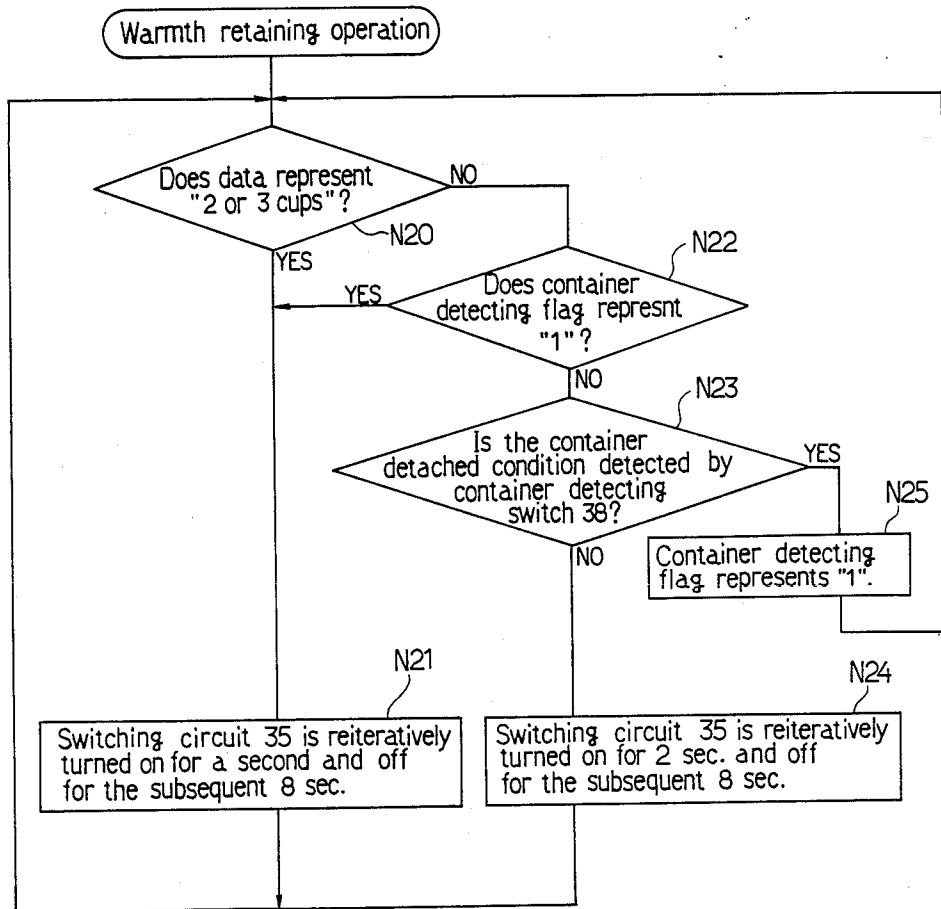 Warmth retaining operation
Does data represent
"2 or 3 cups"?
NO
N20
YES
N22
Does container
detecting flag represnt
"1"?
YES
NO
N23
Is the container
detached condition detected by
container detecting
switch 38?
YES
NO
N25
Container detecting
flag represents "1".
N21
Switching circuit 35 is reiteratively
turned on for a second and off
for the subsequent 8 sec.
N24
Switching circuit 35 is reiteratively
turned on for 2 sec. and off
for the subsequent 8 sec.